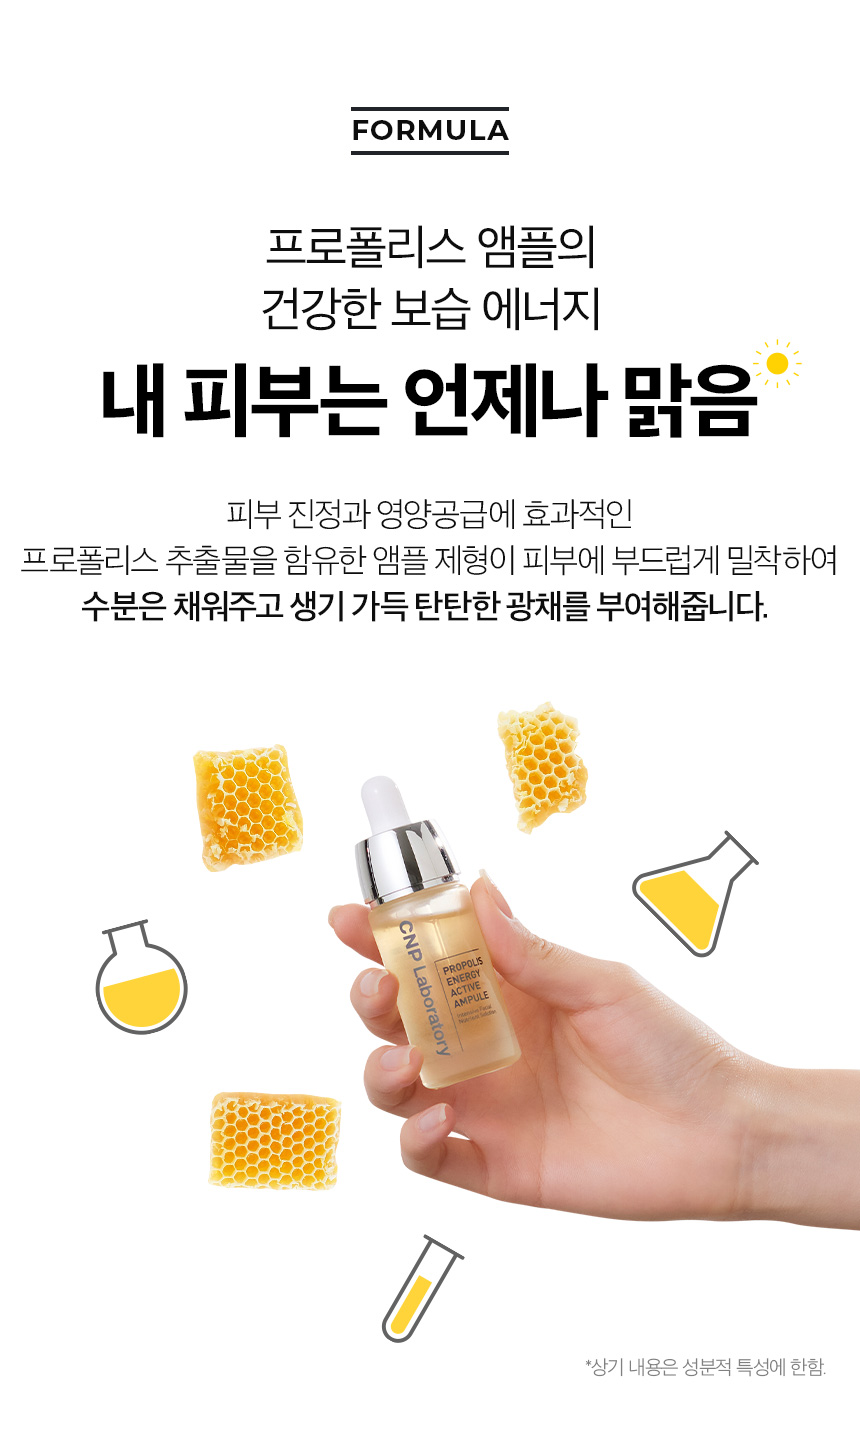 FORMULA
프로폴리스 앰플의
건강한 보습 에너지
내 피부는 언제나 맑음
피부 진정과 영양공급에 효과적인
프로폴리스 추출물을 함유한 앰플 제형이 피부에 부드럽게 밀착하여
수분은 채워주고 생기 가득 탄탄한 광채를 부여해줍니다.
CNP Laboratory
PROPOLIS
ENERGY
ACTIVE
AMPULE
Intensive Facial
*상기 내용은 성분적 특성에 한함.